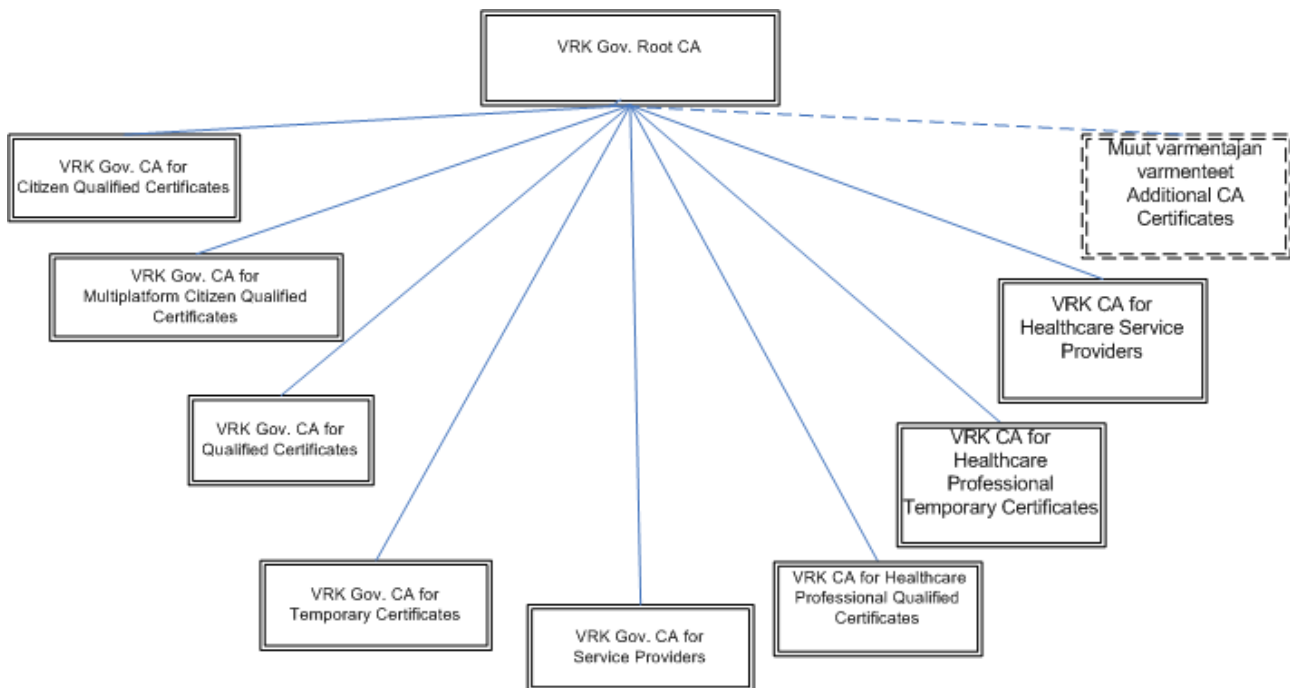 VRK Gov. Root CA
VRK Gov. CA for
Citizen Qualified Certificates
Muut varmentajan
varmenteet
Additional CA
Certificates
VRK Gov. CA for
Multiplatform Citizen Qualified
Certificates
VRK CA for
Healthcare Service
Providers
VRK Gov. CA for
Qualified Certificates
VRK CA for
Healthcare
Professional
Temporary Certificates
VRK Gov. CA for
Temporary Certificates
VRK CA for Healthcare
Professional Qualified
Certificates
VRK Gov. CA for
Service Providers